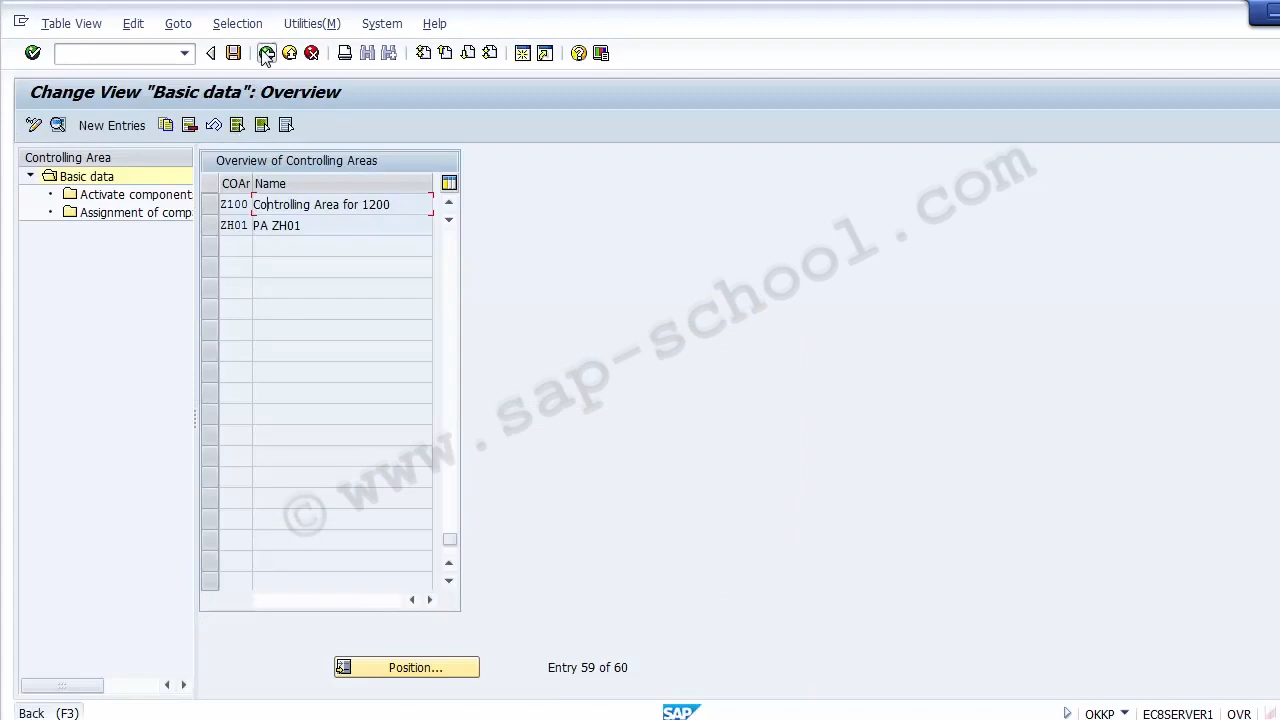 Table View Edit Goto Selection Utilities(M) System Help
Change View "Basic data": Overview
New Entries
Controlling Area
Basic data
Activate component
Assignment of comp
Overview of Controlling Areas
COAr Name
Z100 Controlling Area for 1200
ZH01 PA ZH01
© www.sap-school.com
Position... Entry 59 of 60
Back (F3) SAP OKKP EC8SERVER1 OVR